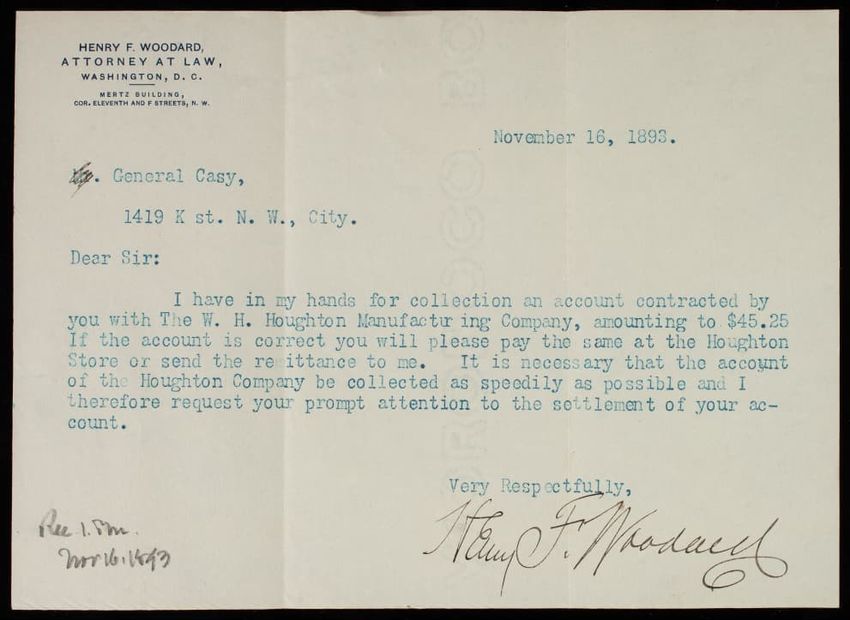 HENRY F. WOODARD,
ATTORNEY AT LAW,
WASHINGTON, D. C.
MERTZ BUILDING,
COR. ELEVENTH AND F STREETS, N. W.
November 16, 1893.
. General Casy,
1419 K st. N. W., City.
Dear Sir:
I have in my hands for collection an account contracted by
you with The W. H. Houghton Manufactur ing Company, amounting to $45.25
If the account is correct you will please pay the same at the Houghton
Store or send the remittance to me. It is necessary that the account
of the Houghton Company be collected as speedily as possible and I
therefore request your prompt attention to the settlement of your ac-
count.
Very Respectfully,
Henry F. Woodard
Rec 1. P.m.
Nov 16. 1893